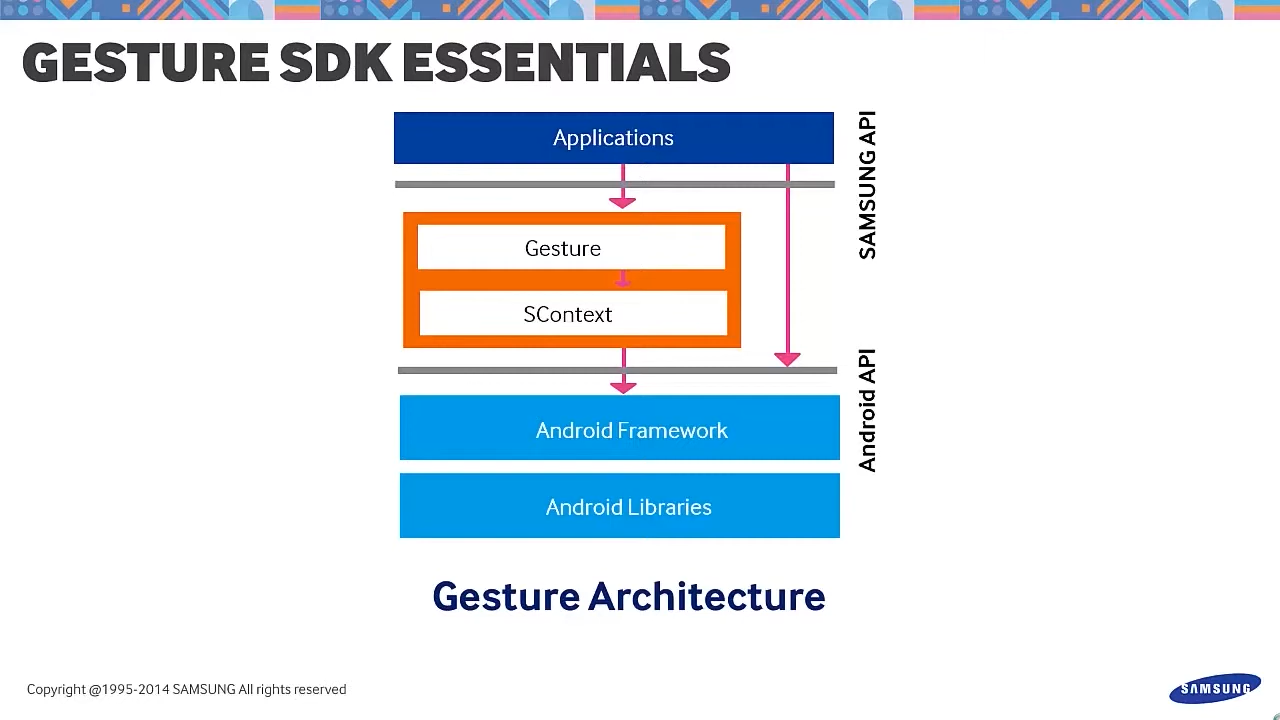 GESTURE SDK ESSENTIALS
Applications
SAMSUNG API
Gesture
SContext
Android API
Android Framework
Android Libraries
Gesture Architecture
Copyright @1995-2014 SAMSUNG All rights reserved
SAMSUNG